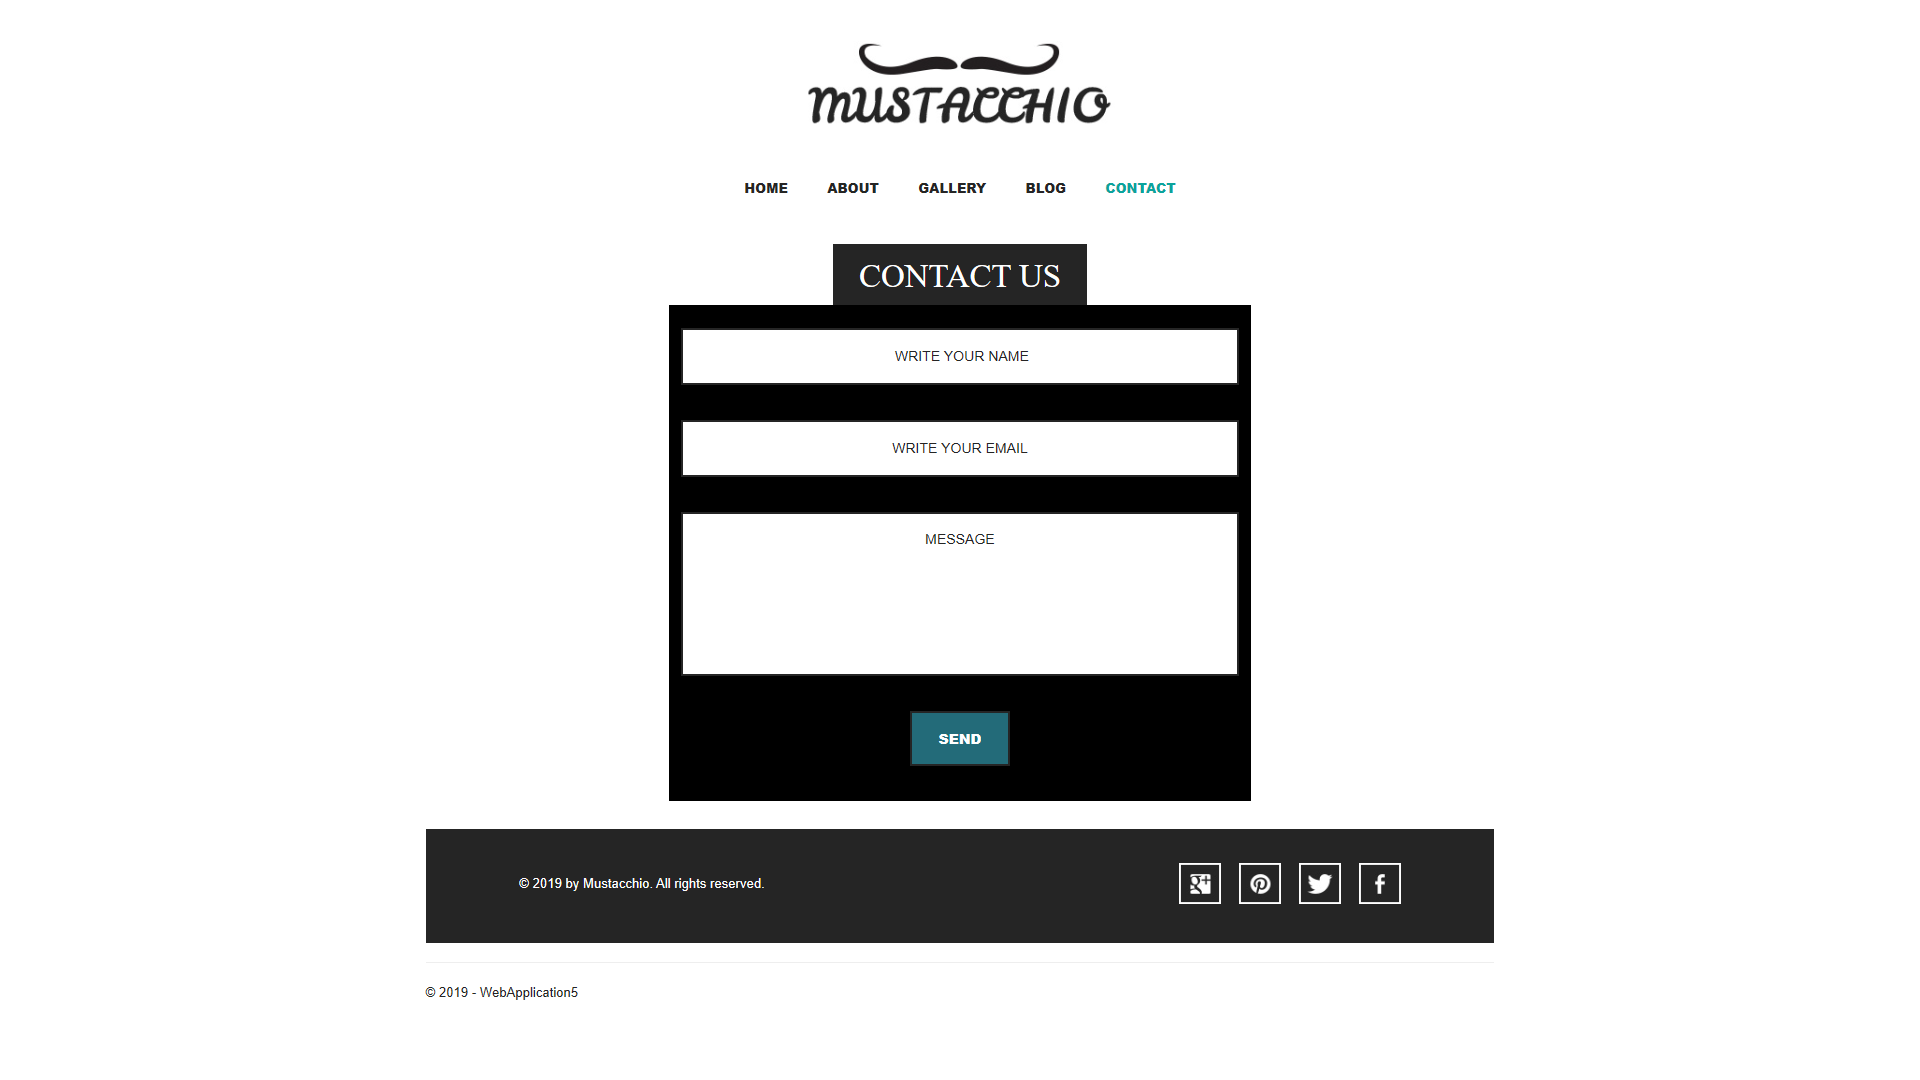 MUSTACCHIO
HOME ABOUT GALLERY BLOG CONTACT
CONTACT US
WRITE YOUR NAME
WRITE YOUR EMAIL
MESSAGE
SEND
© 2019 by Mustacchio. All rights reserved.
© 2019 - WebApplication5